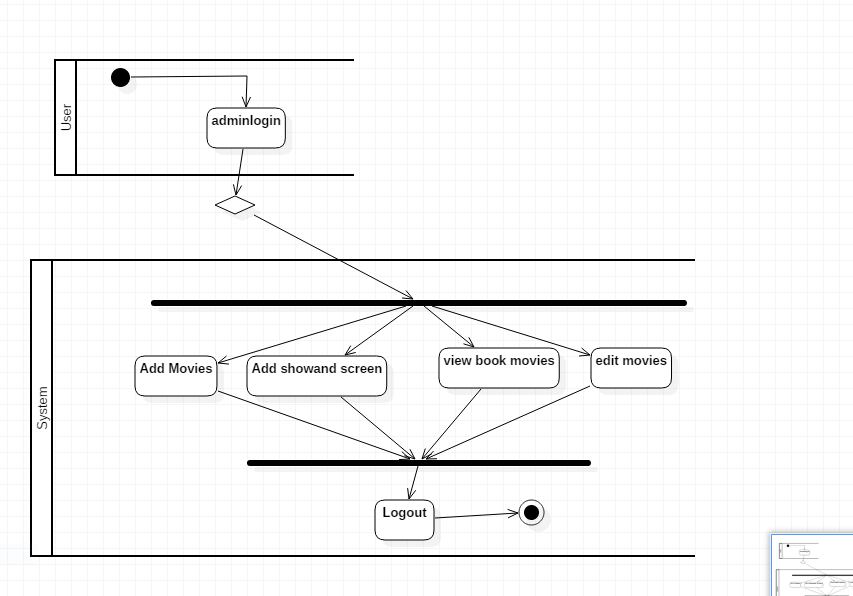 User
adminlogin
System
Add Movies
Add showand screen
view book movies
edit movies
Logout